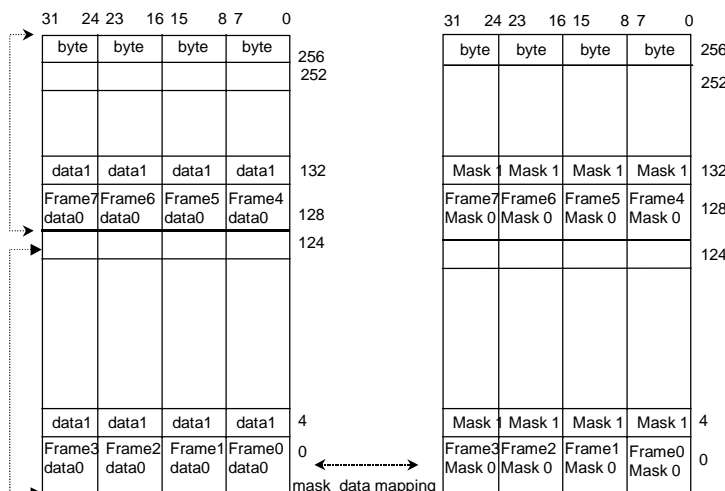 31 24 23 16 15 8 7 0
byte byte byte byte
256
252
data1 data1 data1 data1 132
Frame7 Frame6 Frame5 Frame4
data0 data0 data0 data0 128
124
data1 data1 data1 data1 4
Frame3 Frame2 Frame1 Frame0
data0 data0 data0 data0 0
mask data mapping
31 24 23 16 15 8 7 0
byte byte byte byte 256
252
Mask 1 Mask 1 Mask 1 Mask 1 132
Frame7 Frame6 Frame5 Frame4
Mask 0 Mask 0 Mask 0 Mask 0 128
124
Mask 1 Mask 1 Mask 1 Mask 1 4
Frame3 Frame2 Frame1 Frame0
Mask 0 Mask 0 Mask 0 Mask 0 0